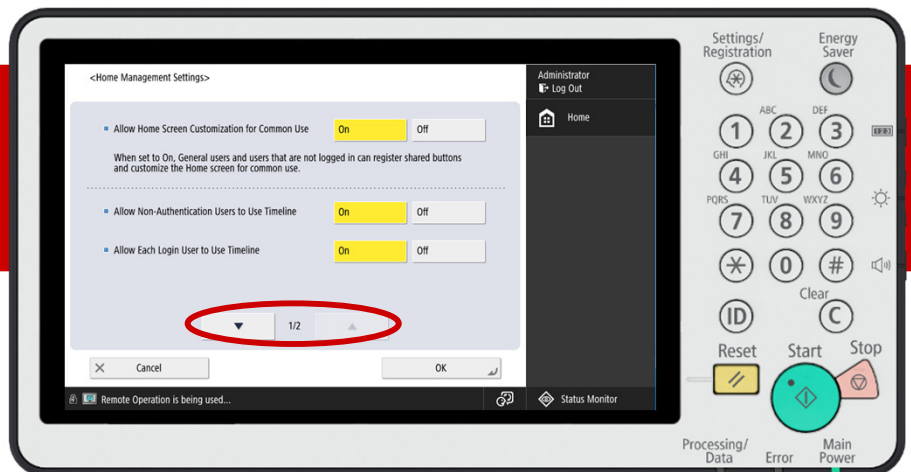 <Home Management Settings>
Administrator
Log Out
Home
Allow Home Screen Customization for Common Use On Off
When set to On, General users and users that are not logged in can register shared buttons
and customize the Home screen for common use.
Allow Non-Authentication Users to Use Timeline On Off
Allow Each Login User to Use Timeline On Off
▼ 1/2 ▲
Cancel OK
Remote Operation is being used...
Status Monitor
Settings/
Registration
Energy
Saver
ABC DEF
1 2 3
GHI JKL MNO
4 5 6
PQRS TUV WXYZ
7 8 9
* 0 #
Clear
ID C
Reset Start Stop
Processing/
Data
Error
Main
Power